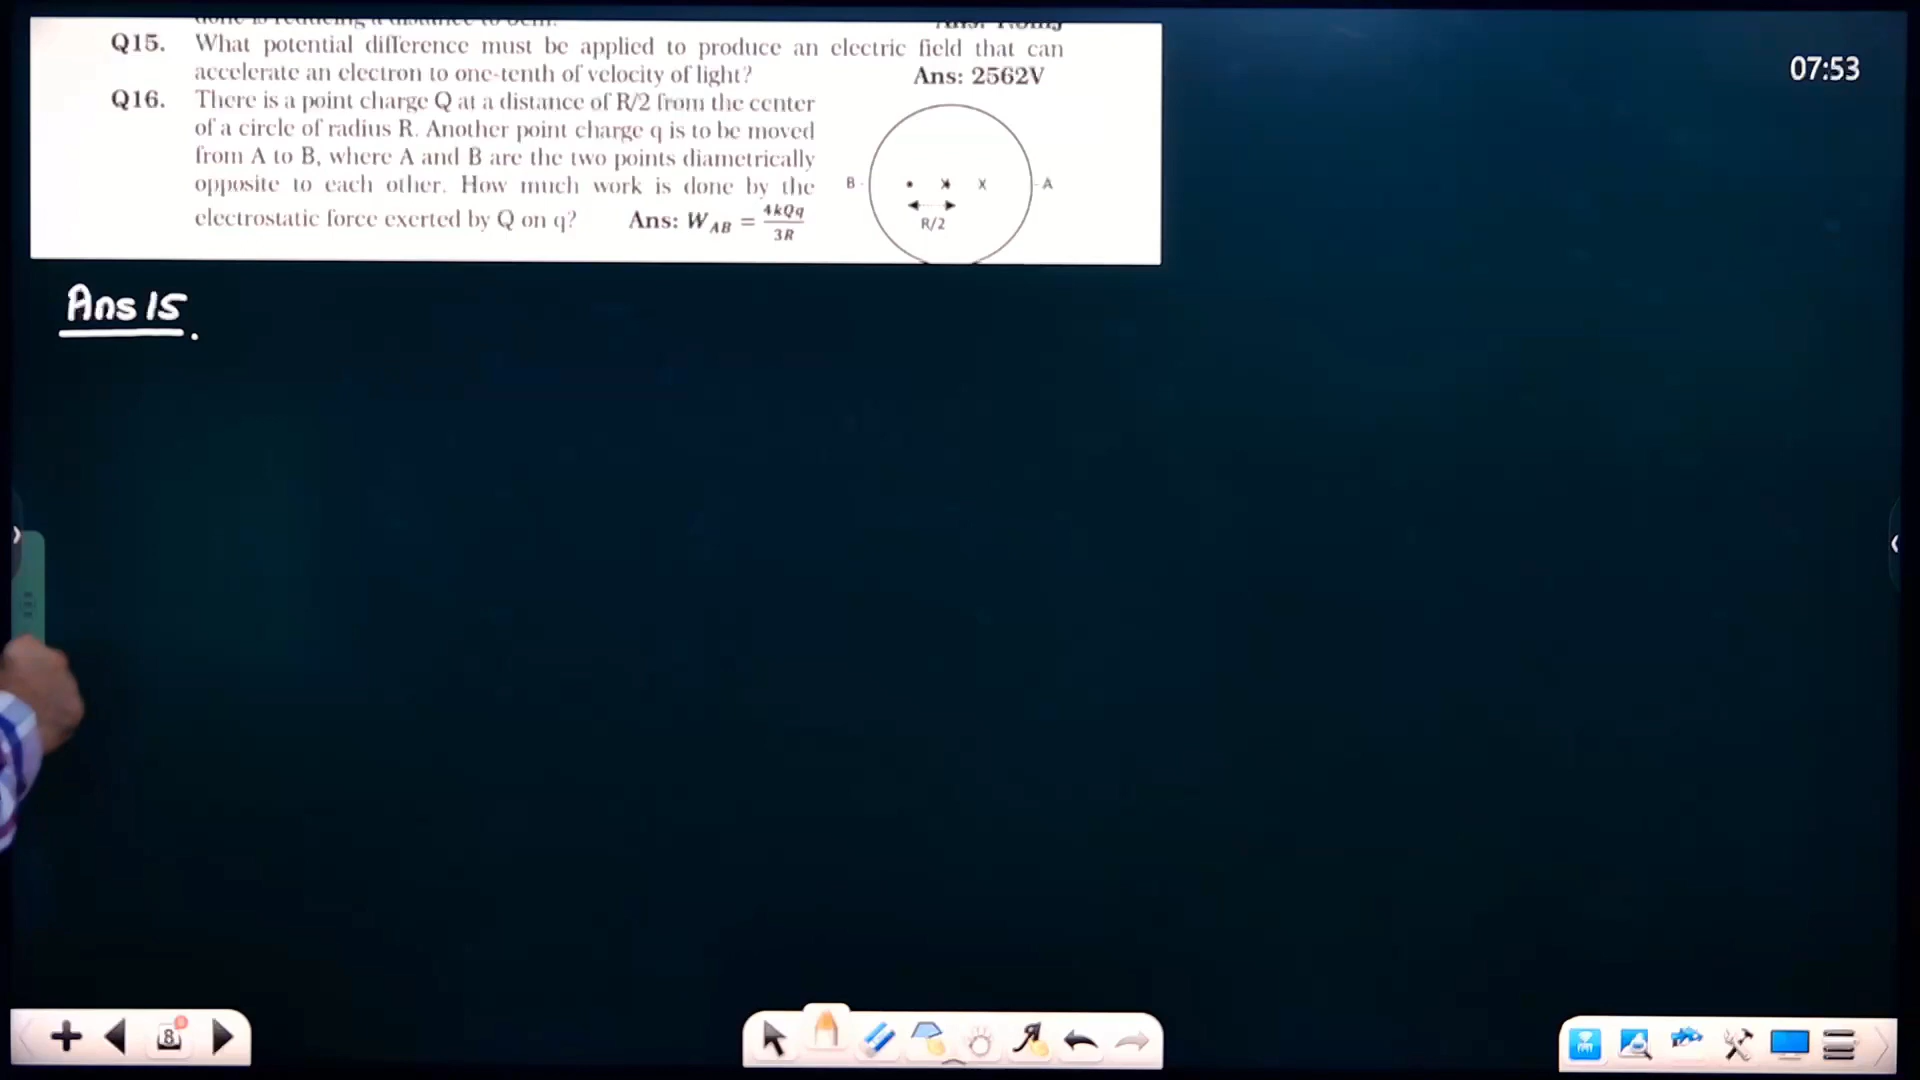 Q15. What potential difference must be applied to produce an electric field that can
accelerate an electron to one-tenth of velocity of light? Ans: 2562V
Q16. There is a point charge Q at a distance of R/2 from the center
of a circle of radius R. Another point charge q is to be moved
from A to B, where A and B are the two points diametrically
opposite to each other. How much work is done by the
electrostatic force exerted by Q on q? Ans: W_AB = 4kQq/3R
B x A
R/2
07:53
Ans 15.
8